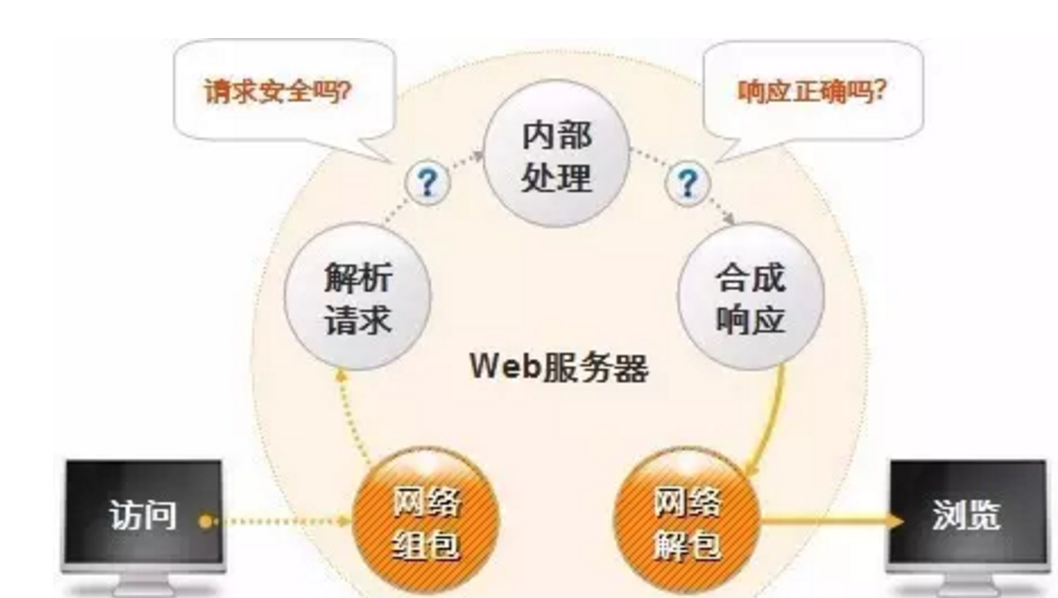 请求安全吗?
响应正确吗?
内部
处理
解析
请求
合成
响应
Web服务器
访问
网络
组包
网络
解包
浏览
?
?